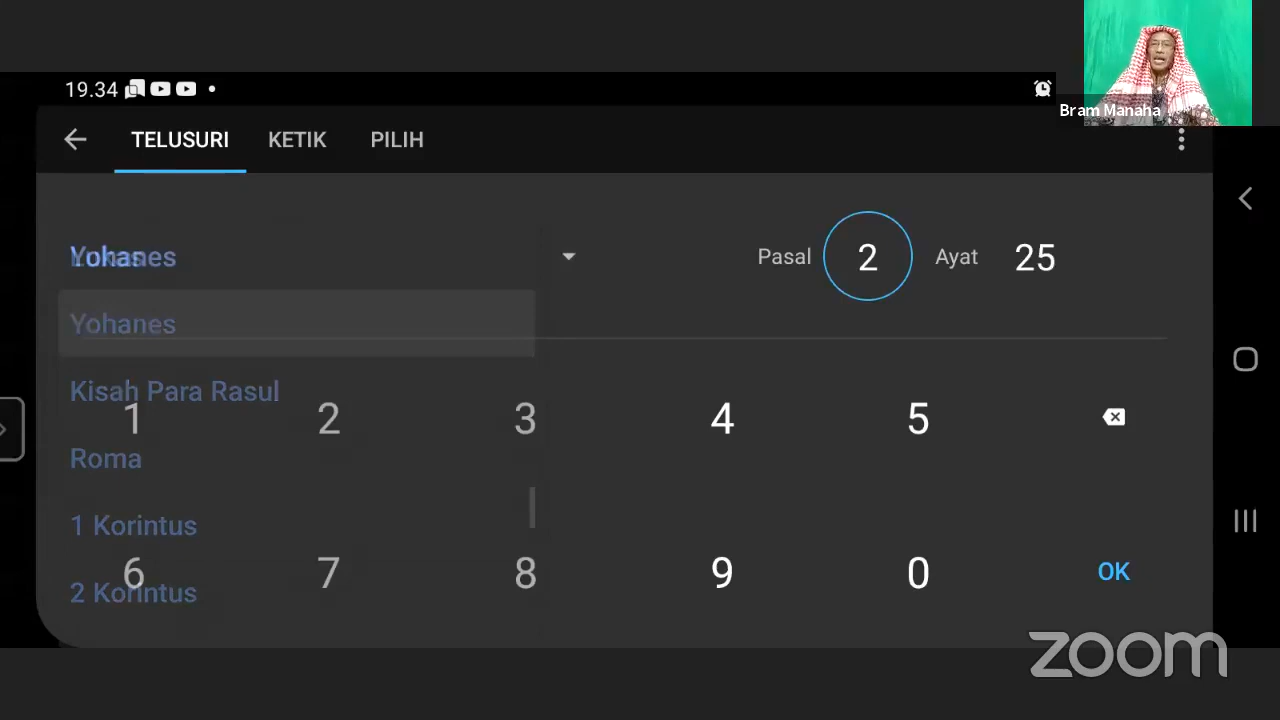 19.34
Bram Manaha
TELUSURI KETIK PILIH
Yohanes
Pasal 2 Ayat 25
Yohanes
Kisah Para Rasul
1 2 3 4 5
Roma
1 Korintus
6 7 8 9 0 OK
2 Korintus
zoom